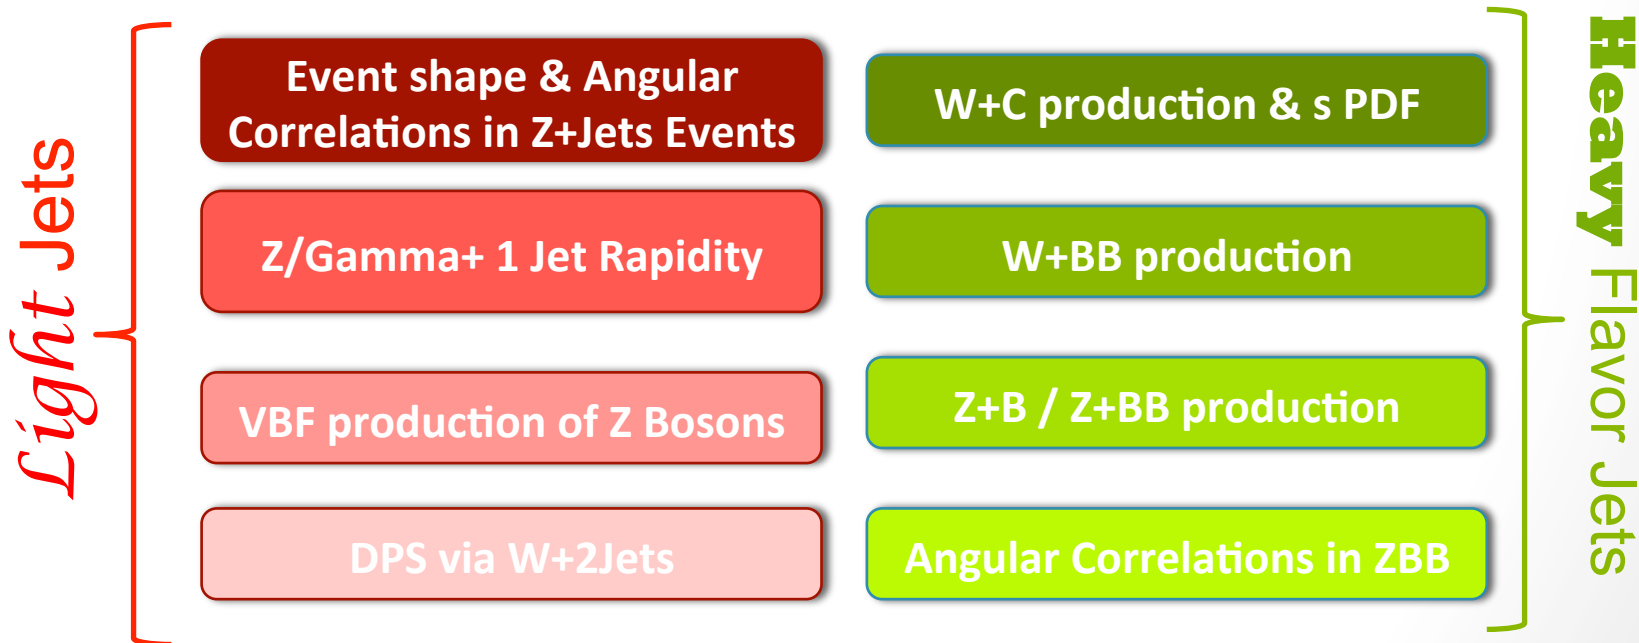 Light Jets
Event shape & Angular
Correlations in Z+Jets Events
Z/Gamma+ 1 Jet Rapidity
VBF production of Z Bosons
DPS via W+2Jets
W+C production & s PDF
W+BB production
Z+B / Z+BB production
Angular Correlations in ZBB
Heavy Flavor Jets